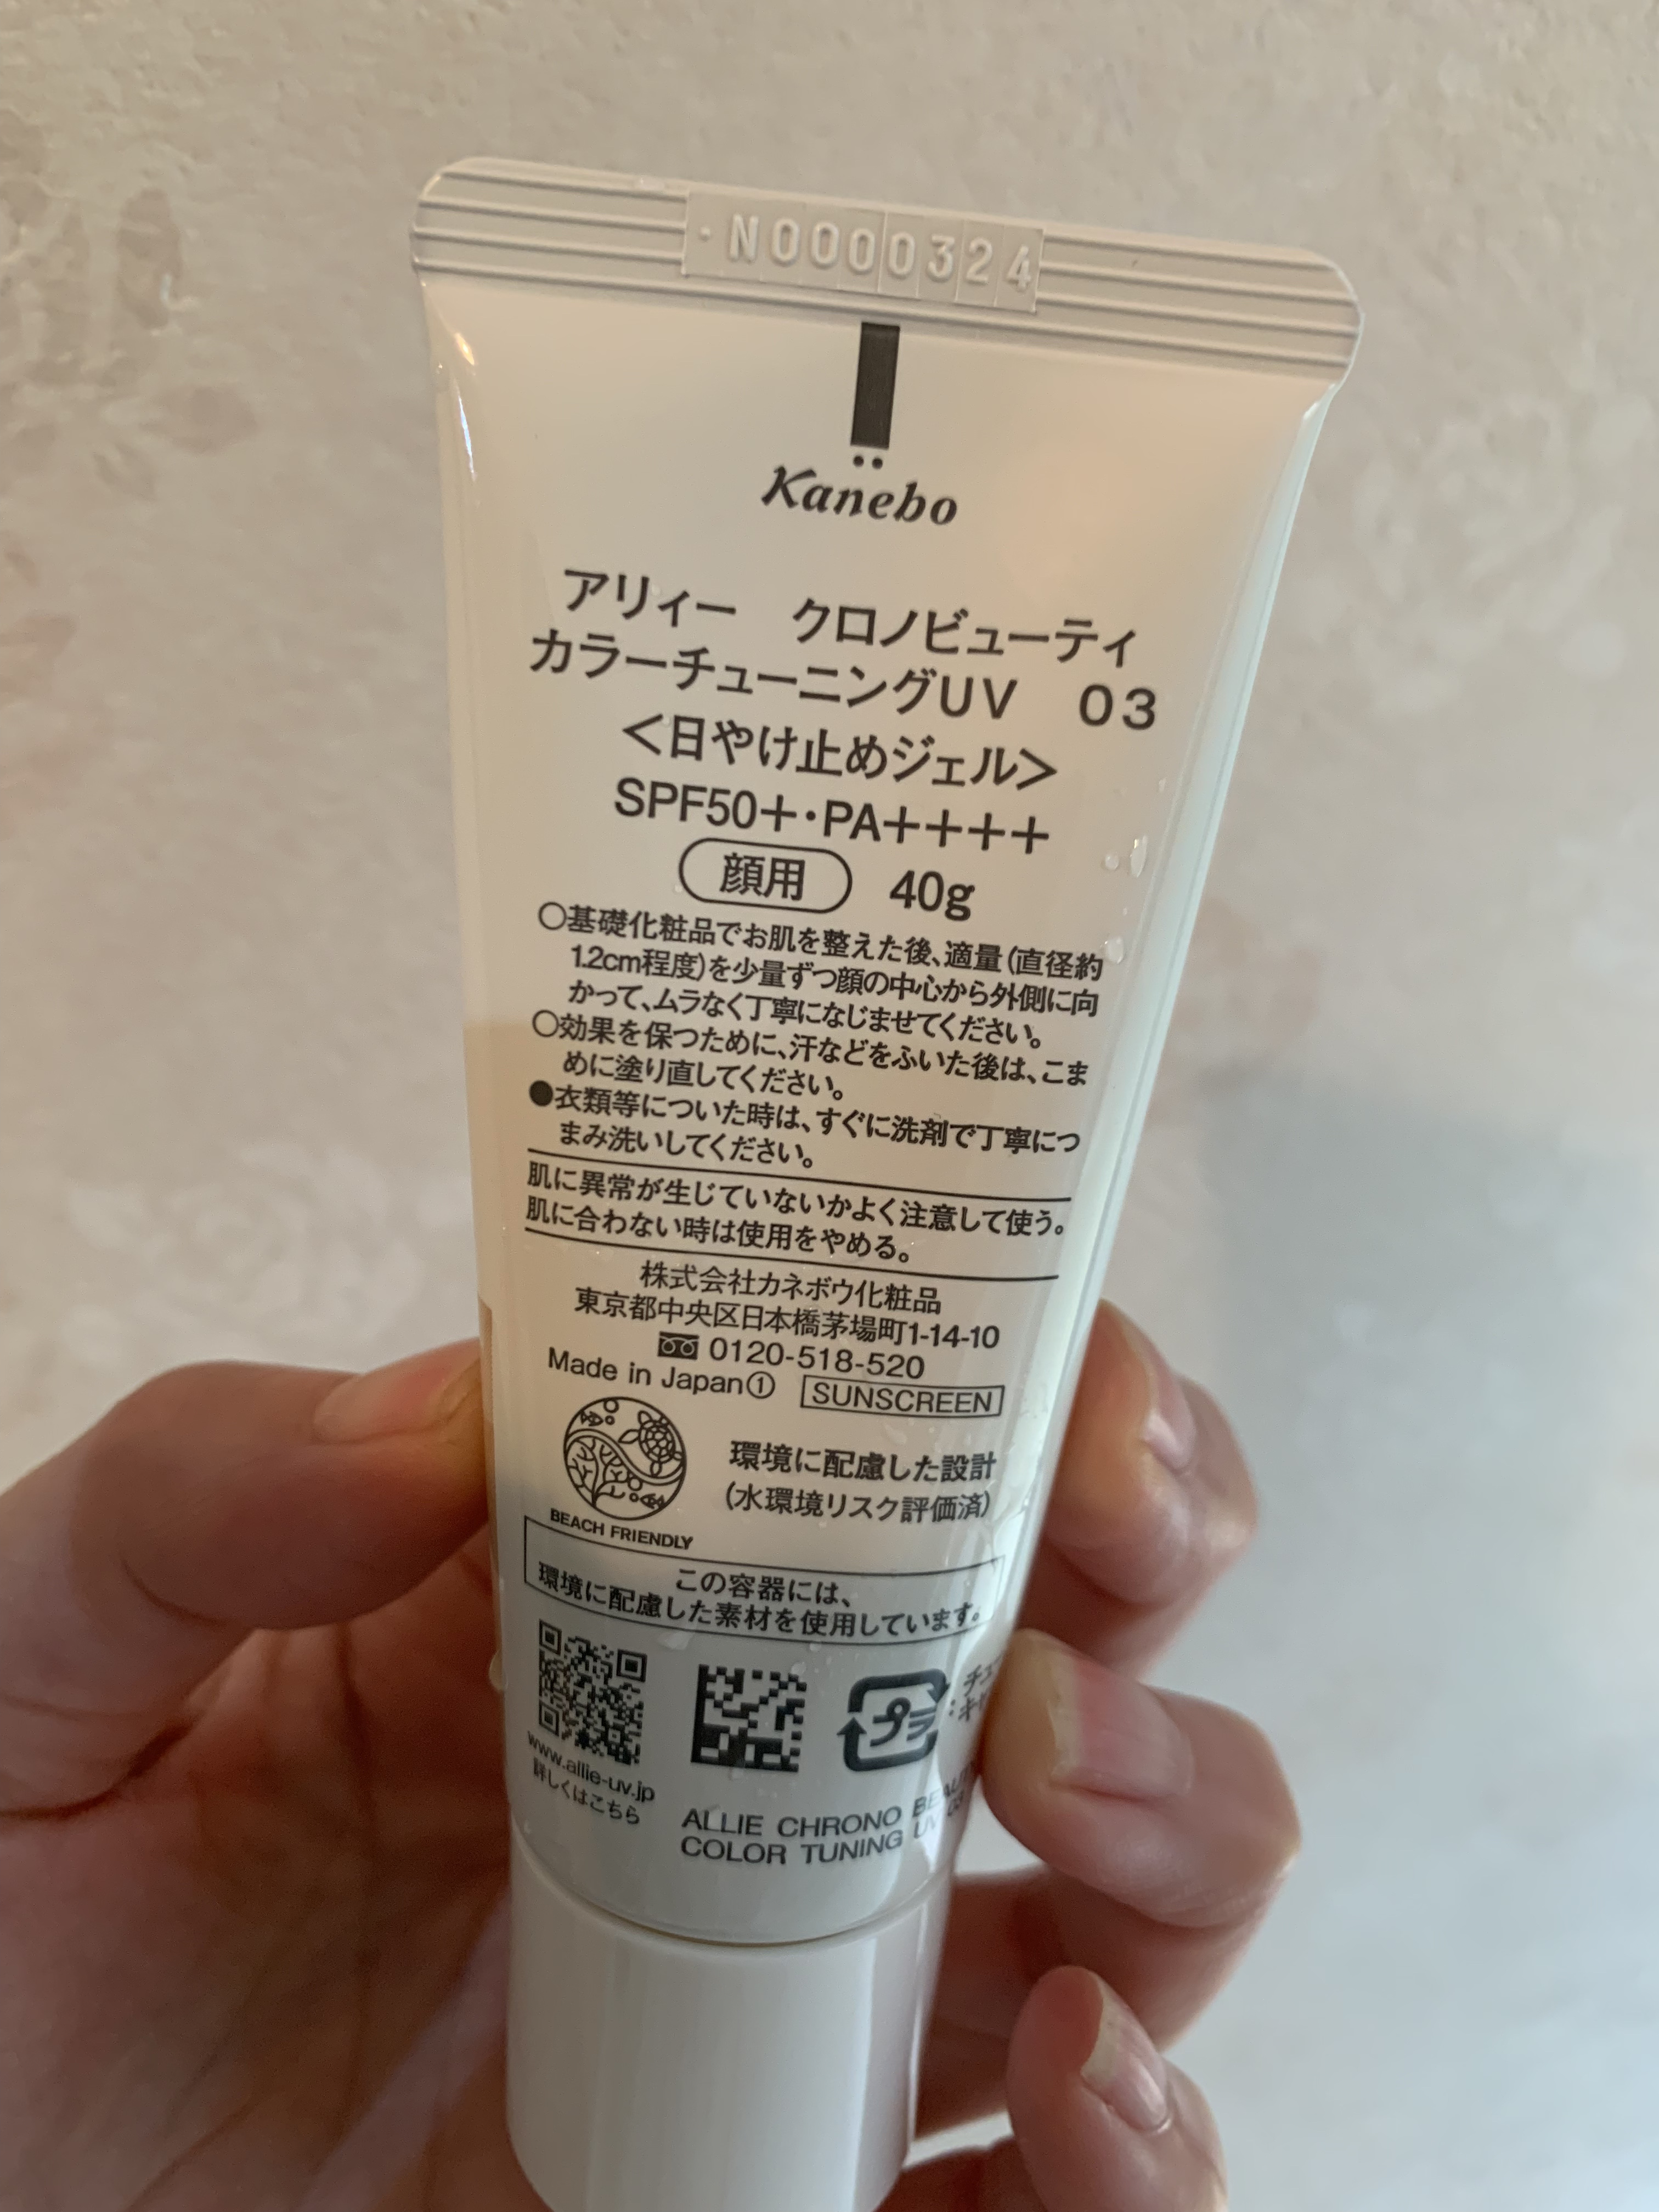 ·N0000324
Kanebo
アリィー クロノビューティ
カラーチューニングUV 03
<日やけ止めジェル>
SPF50+・PA++++
顔用 40g
○基礎化粧品でお肌を整えた後、適量(直径約
1.2cm程度)を少量ずつ顔の中心から外側に向
かって、ムラなく丁寧になじませてください。
○効果を保つために、汗などをふいた後は、こま
めに塗り直してください。
●衣類等についた時は、すぐに洗剤で丁寧につ
まみ洗いしてください。
肌に異常が生じていないかよく注意して使う。
肌に合わない時は使用をやめる。
株式会社カネボウ化粧品
東京都中央区日本橋茅場町1-14-10
0120-518-520
Made in Japan① SUNSCREEN
環境に配慮した設計
(水環境リスク評価済)
BEACH FRIENDLY
この容器には、
環境に配慮した素材を使用しています。
プラ
www.allie-uv.jp
詳しくはこちら
ALLIE CHRONO BEAUTY
COLOR TUNING UV 03